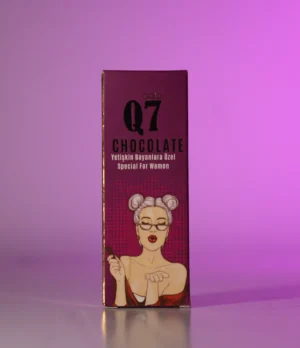 Q7
CHOCOLATE
Yetişkin Bayanlara Özel
Special For Women